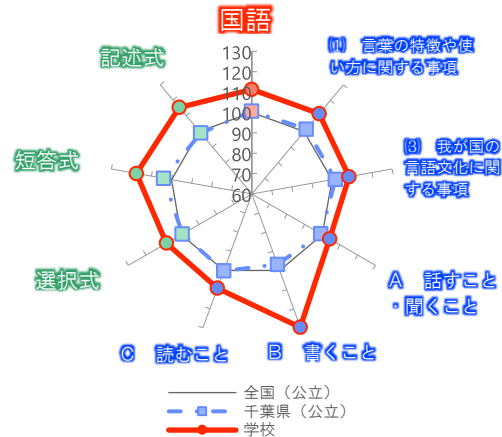 国語
130
120
110
100
90
80
70
60
⑴　言葉の特徴や使
い方に関する事項
⑶　我が国の
言語文化に関
する事項
Ａ　話すこと
・聞くこと
Ｂ　書くこと
Ｃ　読むこと
選択式
短答式
記述式
全国（公立）
千葉県（公立）
学校